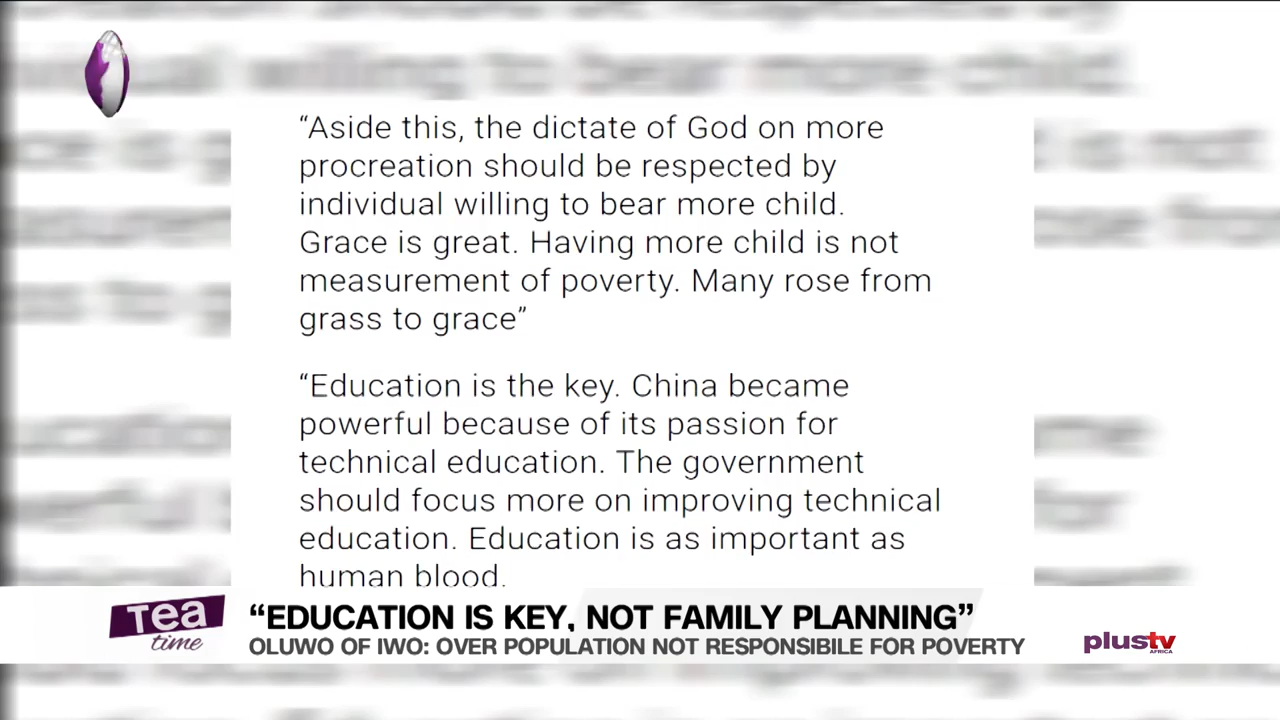 “Aside this, the dictate of God on more
procreation should be respected by
individual willing to bear more child.
Grace is great. Having more child is not
measurement of poverty. Many rose from
grass to grace”
“Education is the key. China became
powerful because of its passion for
technical education. The government
should focus more on improving technical
education. Education is as important as
human blood.
Tea
time
“EDUCATION IS KEY, NOT FAMILY PLANNING”
OLUWO OF IWO: OVER POPULATION NOT RESPONSIBILE FOR POVERTY
plustv
AFRICA